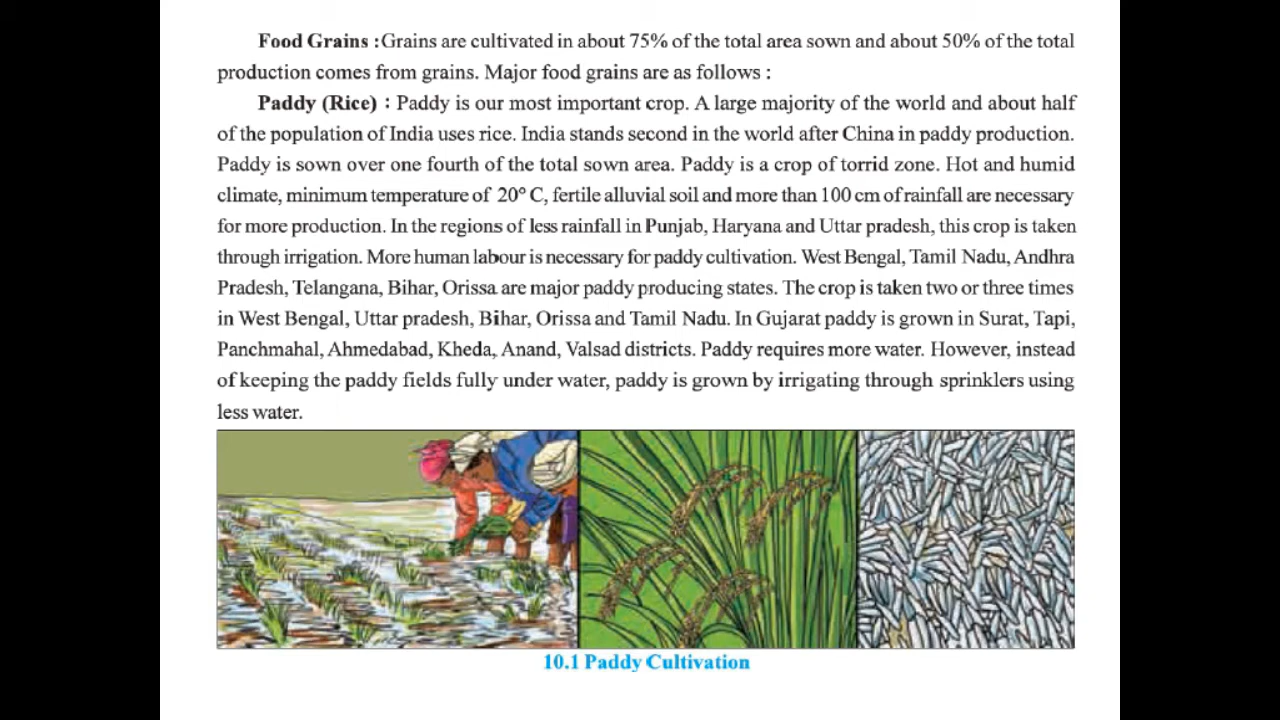 Food Grains : Grains are cultivated in about 75% of the total area sown and about 50% of the total
production comes from grains. Major food grains are as follows :
Paddy (Rice) : Paddy is our most important crop. A large majority of the world and about half
of the population of India uses rice. India stands second in the world after China in paddy production.
Paddy is sown over one fourth of the total sown area. Paddy is a crop of torrid zone. Hot and humid
climate, minimum temperature of 20° C, fertile alluvial soil and more than 100 cm of rainfall are necessary
for more production. In the regions of less rainfall in Punjab, Haryana and Uttar pradesh, this crop is taken
through irrigation. More human labour is necessary for paddy cultivation. West Bengal, Tamil Nadu, Andhra
Pradesh, Telangana, Bihar, Orissa are major paddy producing states. The crop is taken two or three times
in West Bengal, Uttar pradesh, Bihar, Orissa and Tamil Nadu. In Gujarat paddy is grown in Surat, Tapi,
Panchmahal, Ahmedabad, Kheda, Anand, Valsad districts. Paddy requires more water. However, instead
of keeping the paddy fields fully under water, paddy is grown by irrigating through sprinklers using
less water.
10.1 Paddy Cultivation